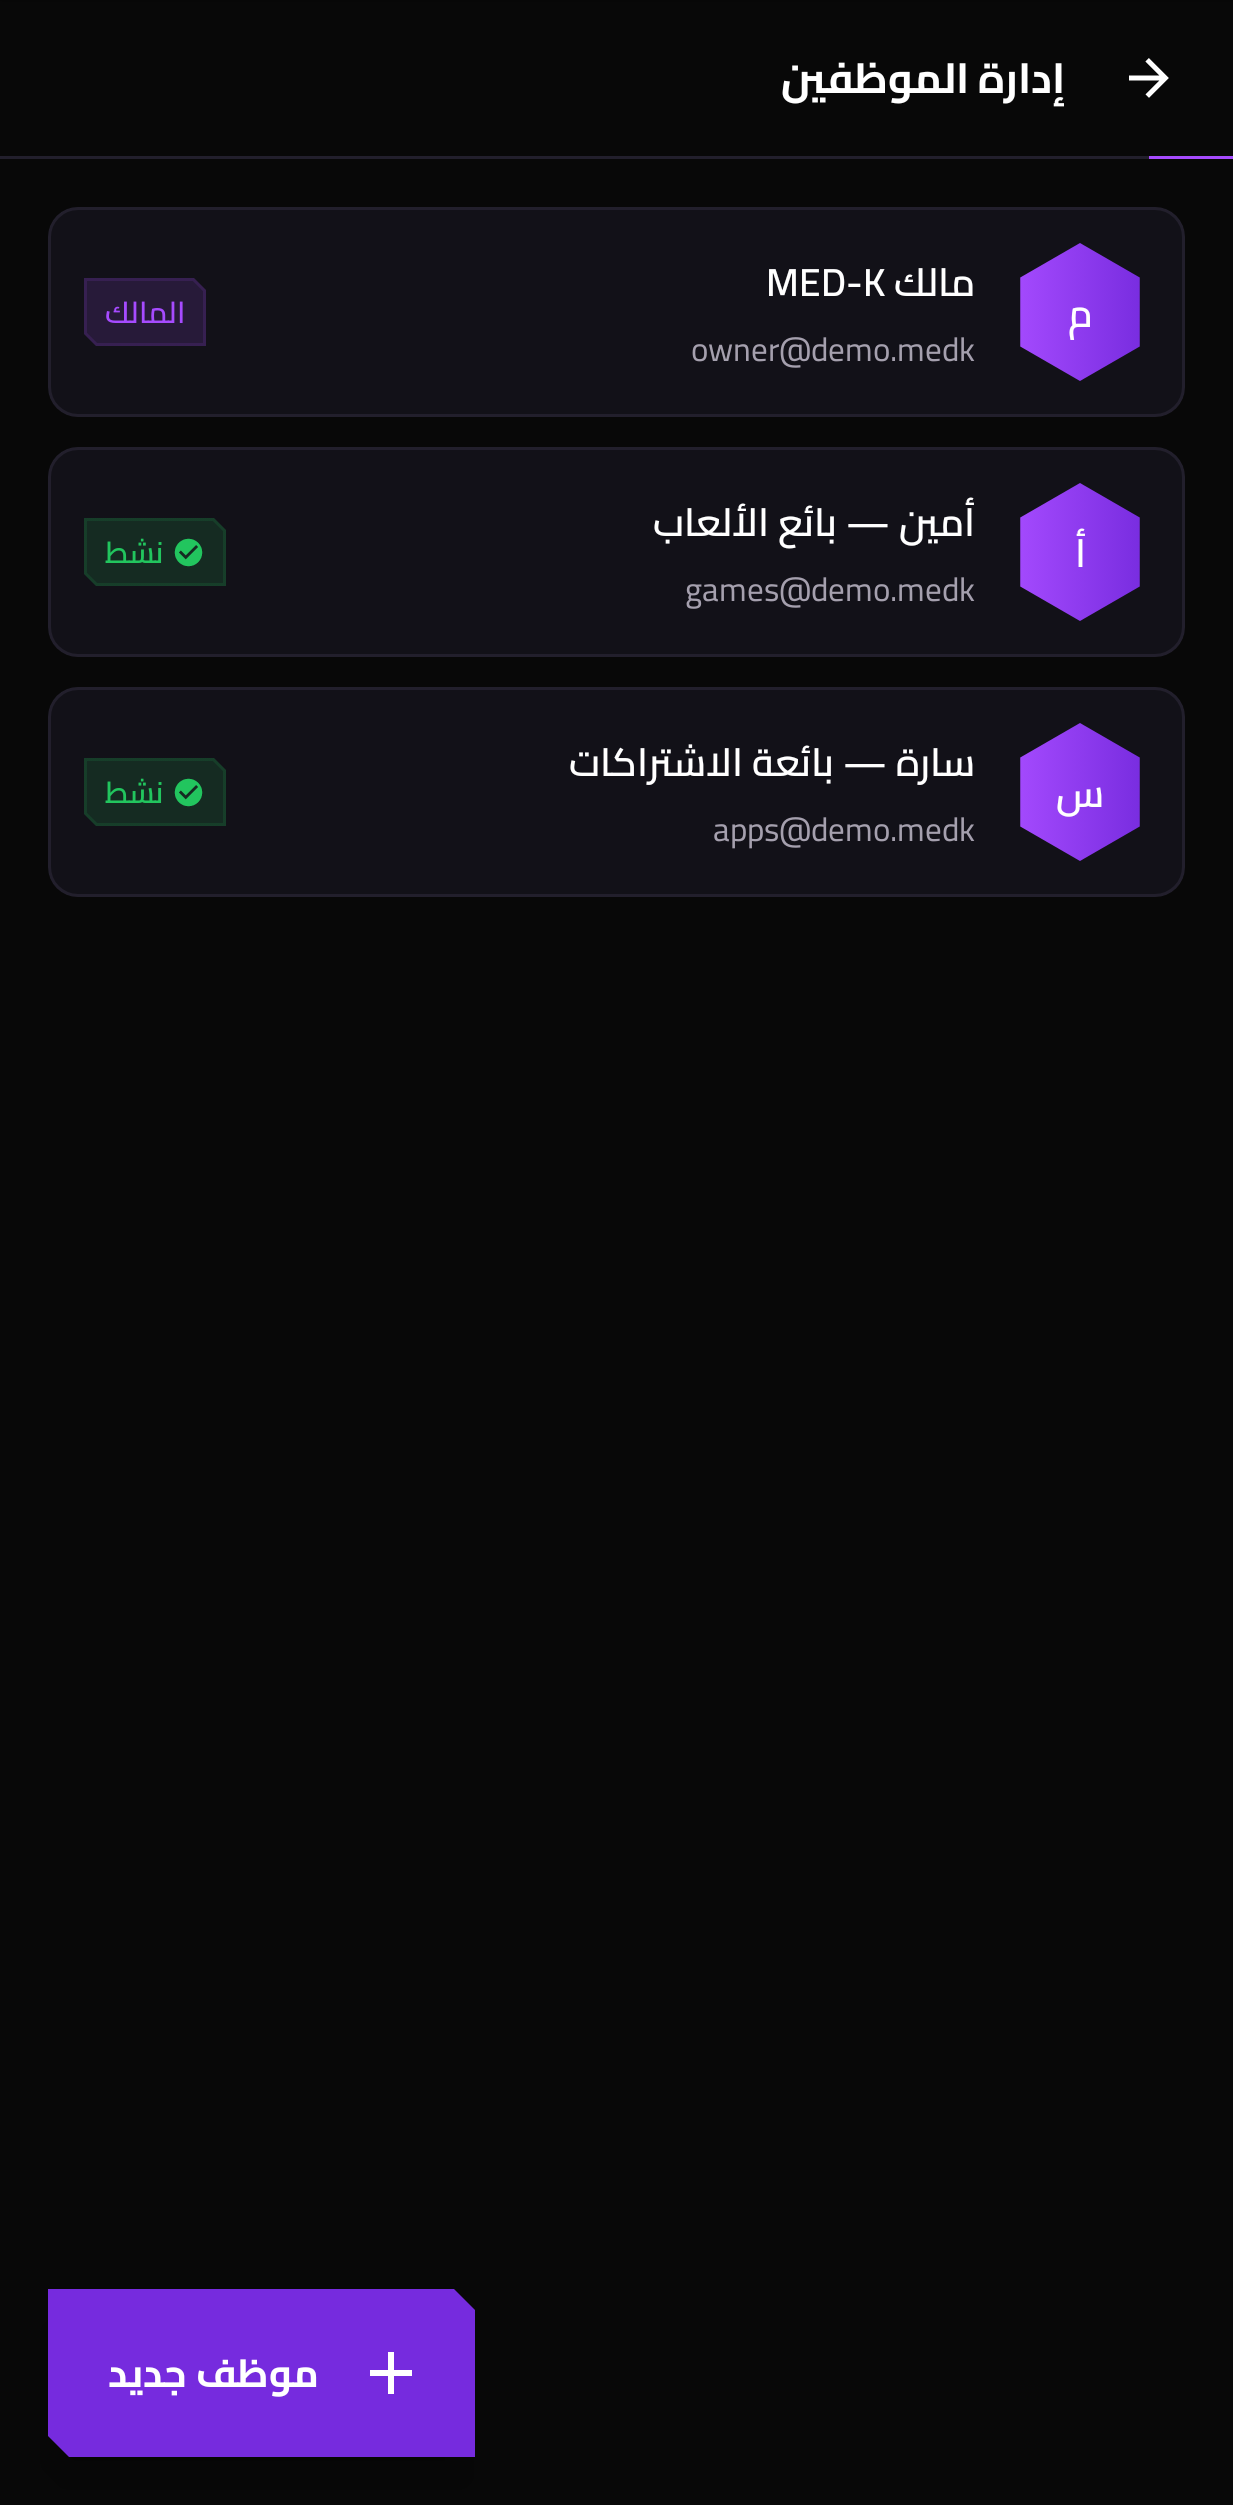 إدارة الموظفين
م
مالك MED-K
owner@demo.medk
المالك
أ
أمين — بائع الألعاب
games@demo.medk
نشط
س
سارة — بائعة الاشتراكات
apps@demo.medk
نشط
موظف جديد